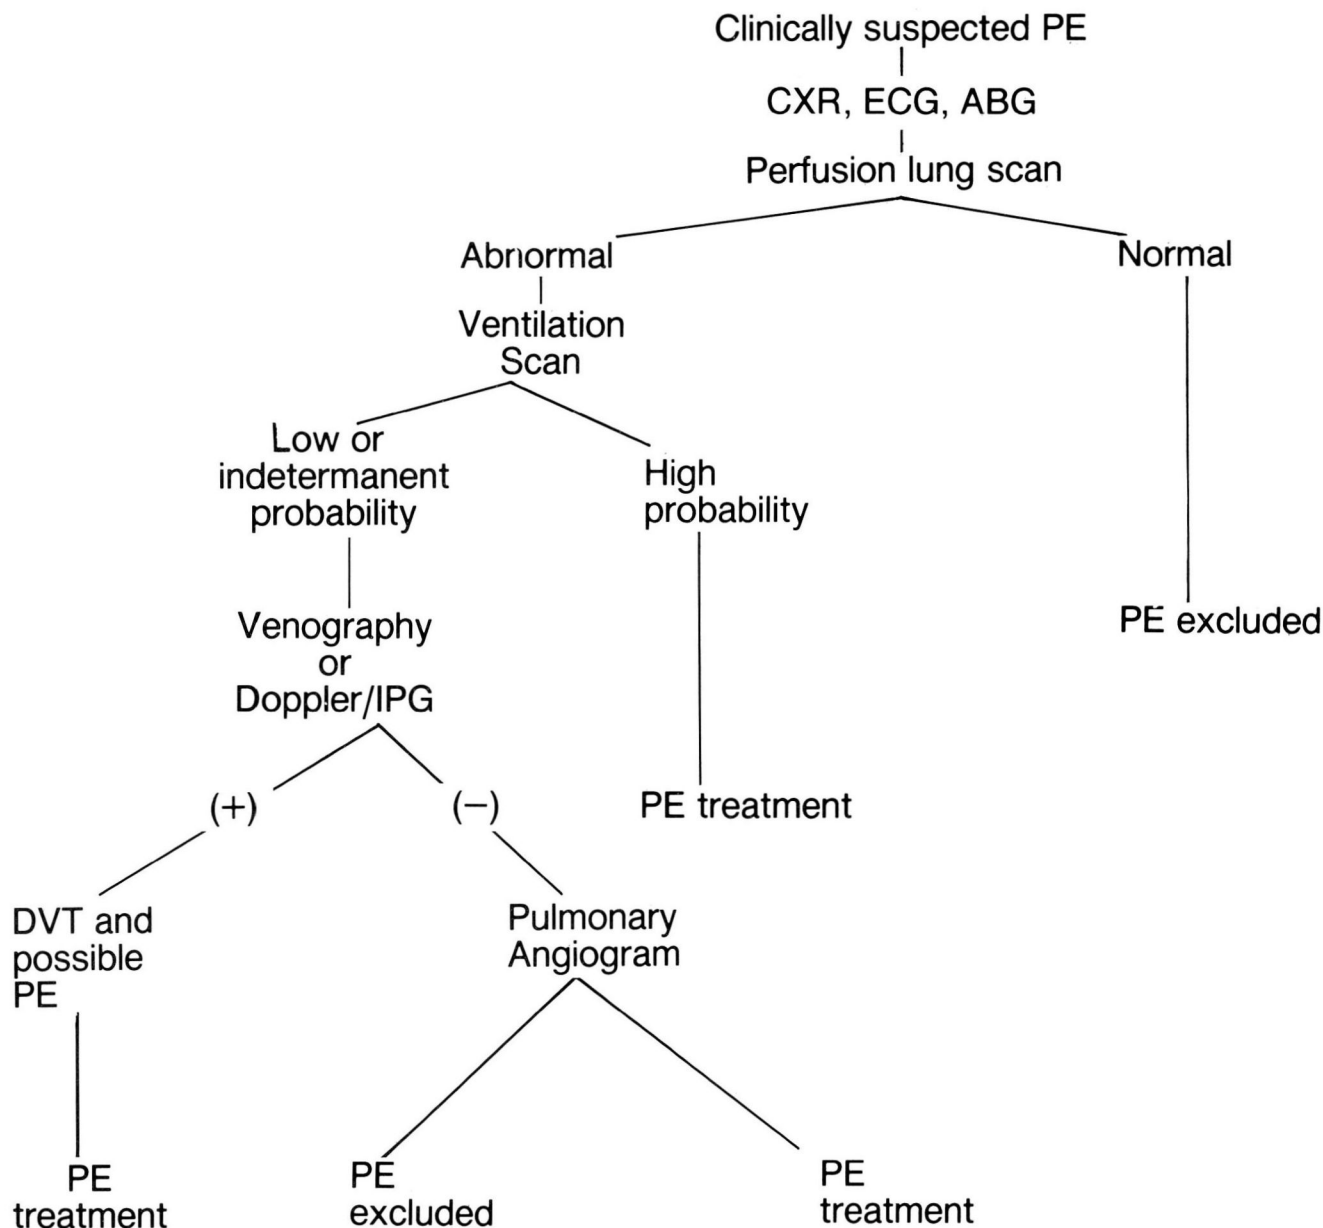 Clinically suspected PE
CXR, ECG, ABG
Perfusion lung scan
Abnormal
Normal
Ventilation
Scan
Low or
indetermanent
probability
High
probability
Venography
or
Doppler/IPG
PE excluded
(+)
(−)
PE treatment
DVT and
possible
PE
Pulmonary
Angiogram
PE
treatment
PE
excluded
PE
treatment